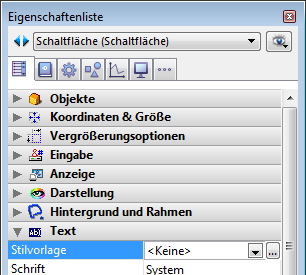 Eigenschaftenliste
Schaltfläche (Schaltfläche)
Objekte
Koordinaten & Größe
Vergrößerungsoptionen
Eingabe
Anzeige
Darstellung
Hintergrund und Rahmen
Text
Stilvorlage <Keine> ...
Schrift System